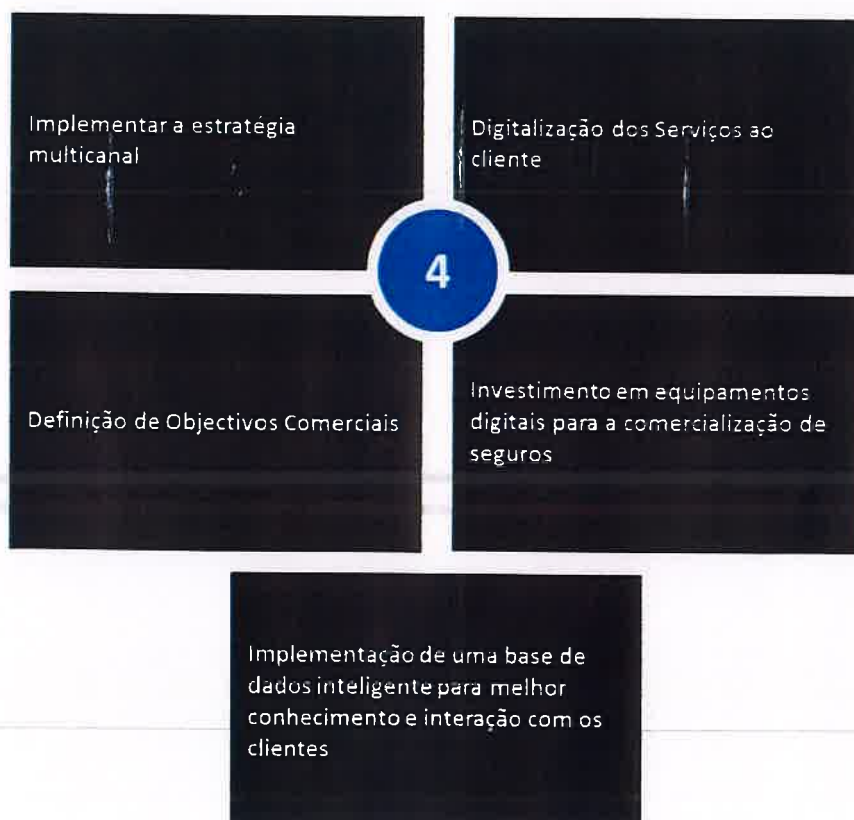 Implementar a estratégia
multicanal
Digitalização dos Serviços ao
cliente
4
Definição de Objectivos Comerciais
Investimento em equipamentos
digitais para a comercialização de
seguros
Implementação de uma base de
dados inteligente para melhor
conhecimento e interação com os
clientes